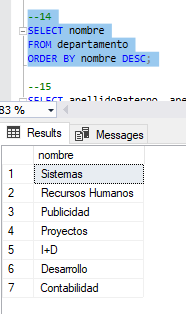 --14
SELECT nombre
FROM departamento
ORDER BY nombre DESC;
--15
83 %
Results Messages
nombre
1 Sistemas
2 Recursos Humanos
3 Publicidad
4 Proyectos
5 I+D
6 Desarrollo
7 Contabilidad